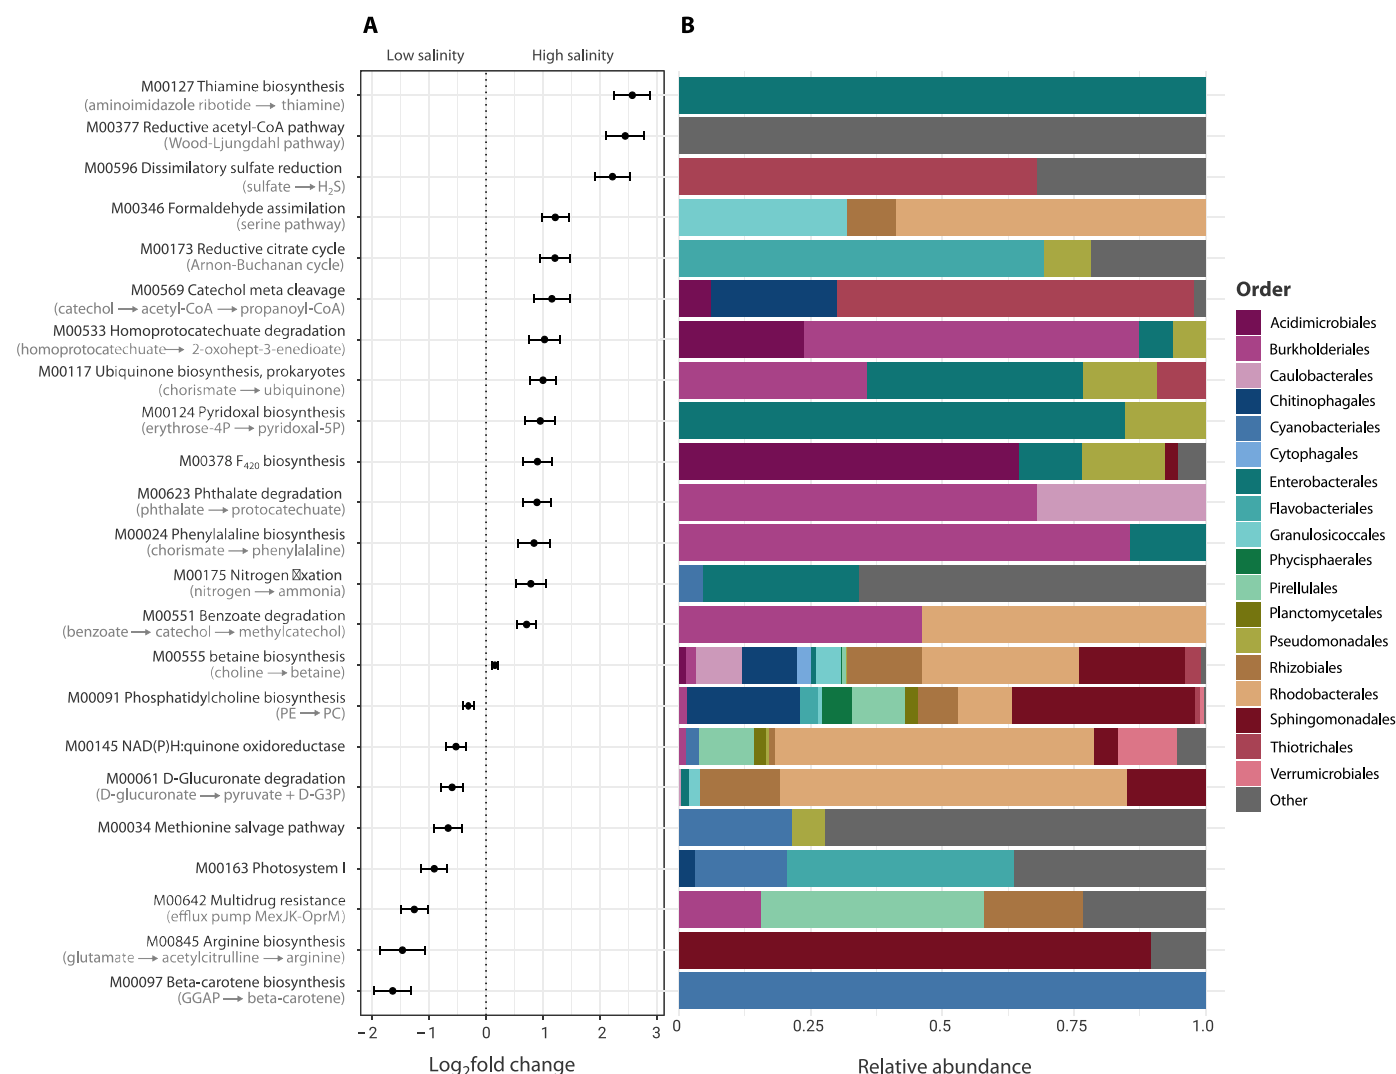 A
B
Low salinity
High salinity
M00127 Thiamine biosynthesis
(aminoimidazole ribotide → thiamine)
M00377 Reductive acetyl-CoA pathway
(Wood-Ljungdahl pathway)
M00596 Dissimilatory sulfate reduction
(sulfate → H₂S)
M00346 Formaldehyde assimilation
(serine pathway)
M00173 Reductive citrate cycle
(Arnon-Buchanan cycle)
M00569 Catechol meta cleavage
(catechol → acetyl-CoA → propanoyl-CoA)
M00533 Homoprotocatechuate degradation
(homoprotocatechuate → 2-oxohept-3-enedioate)
M00117 Ubiquinone biosynthesis, prokaryotes
(chorismate → ubiquinone)
M00124 Pyridoxal biosynthesis
(erythrose-4P → pyridoxal-5P)
M00378 F₄₂₀ biosynthesis
M00623 Phthalate degradation
(phthalate → protocatechuate)
M00024 Phenylalaline biosynthesis
(chorismate → phenylalaline)
M00175 Nitrogen ☒xation
(nitrogen → ammonia)
M00551 Benzoate degradation
(benzoate → catechol → methylcatechol)
M00555 betaine biosynthesis
(choline → betaine)
M00091 Phosphatidylcholine biosynthesis
(PE → PC)
M00145 NAD(P)H:quinone oxidoreductase
M00061 D-Glucuronate degradation
(D-glucuronate → pyruvate + D-G3P)
M00034 Methionine salvage pathway
M00163 Photosystem I
M00642 Multidrug resistance
(efflux pump MexJK-OprM)
M00845 Arginine biosynthesis
(glutamate → acetylcitrulline → arginine)
M00097 Beta-carotene biosynthesis
(GGAP → beta-carotene)
−2 −1 0 1 2 3
Log₂fold change
0 0.25 0.5 0.75 1.0
Relative abundance
Order
Acidimicrobiales
Burkholderiales
Caulobacterales
Chitinophagales
Cyanobacteriales
Cytophagales
Enterobacterales
Flavobacteriales
Granulosicoccales
Phycisphaerales
Pirellulales
Planctomycetales
Pseudomonadales
Rhizobiales
Rhodobacterales
Sphingomonadales
Thiotrichales
Verrumicrobiales
Other